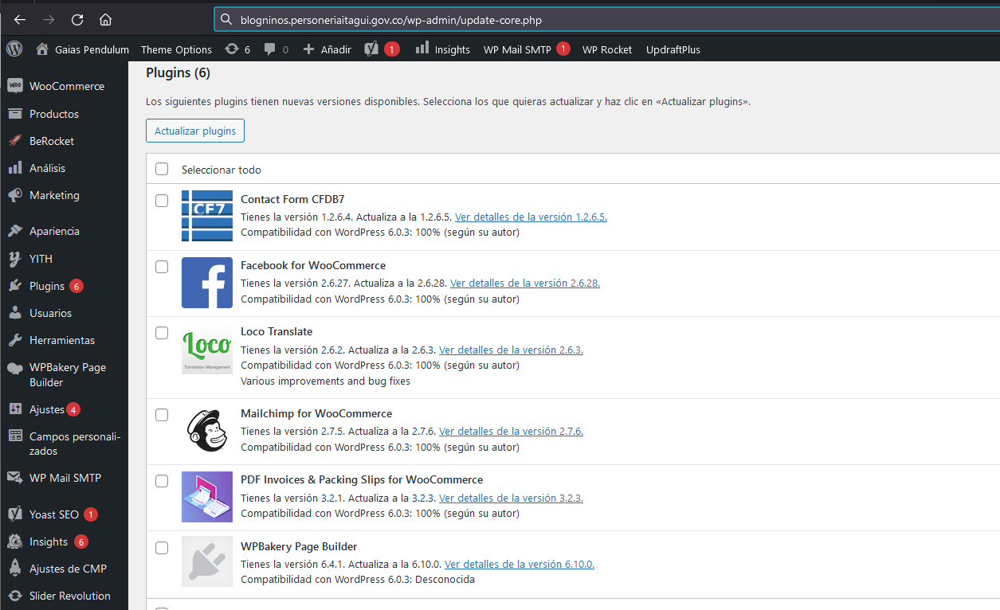 blogninos.personeriaitagui.gov.co/wp-admin/update-core.php
Gaias Pendulum Theme Options 6 0 Añadir 1 Insights WP Mail SMTP 1 WP Rocket UpdraftPlus
WooCommerce
Productos
BeRocket
Análisis
Marketing
Apariencia
YITH
Plugins 6
Usuarios
Herramientas
WPBakery Page
Builder
Ajustes 4
Campos personali-
zados
WP Mail SMTP
Yoast SEO 1
Insights 6
Ajustes de CMP
Slider Revolution
Plugins (6)
Los siguientes plugins tienen nuevas versiones disponibles. Selecciona los que quieras actualizar y haz clic en «Actualizar plugins».
Actualizar plugins
Seleccionar todo
CF7
Contact Form CFDB7
Tienes la versión 1.2.6.4. Actualiza a la 1.2.6.5. Ver detalles de la versión 1.2.6.5.
Compatibilidad con WordPress 6.0.3: 100% (según su autor)
Facebook for WooCommerce
Tienes la versión 2.6.27. Actualiza a la 2.6.28. Ver detalles de la versión 2.6.28.
Compatibilidad con WordPress 6.0.3: 100% (según su autor)
Loco
Translation Management
Loco Translate
Tienes la versión 2.6.2. Actualiza a la 2.6.3. Ver detalles de la versión 2.6.3.
Compatibilidad con WordPress 6.0.3: 100% (según su autor)
Various improvements and bug fixes
Mailchimp for WooCommerce
Tienes la versión 2.7.5. Actualiza a la 2.7.6. Ver detalles de la versión 2.7.6.
Compatibilidad con WordPress 6.0.3: 100% (según su autor)
PDF Invoices & Packing Slips for WooCommerce
Tienes la versión 3.2.1. Actualiza a la 3.2.3. Ver detalles de la versión 3.2.3.
Compatibilidad con WordPress 6.0.3: 100% (según su autor)
WPBakery Page Builder
Tienes la versión 6.4.1. Actualiza a la 6.10.0. Ver detalles de la versión 6.10.0.
Compatibilidad con WordPress 6.0.3: Desconocida